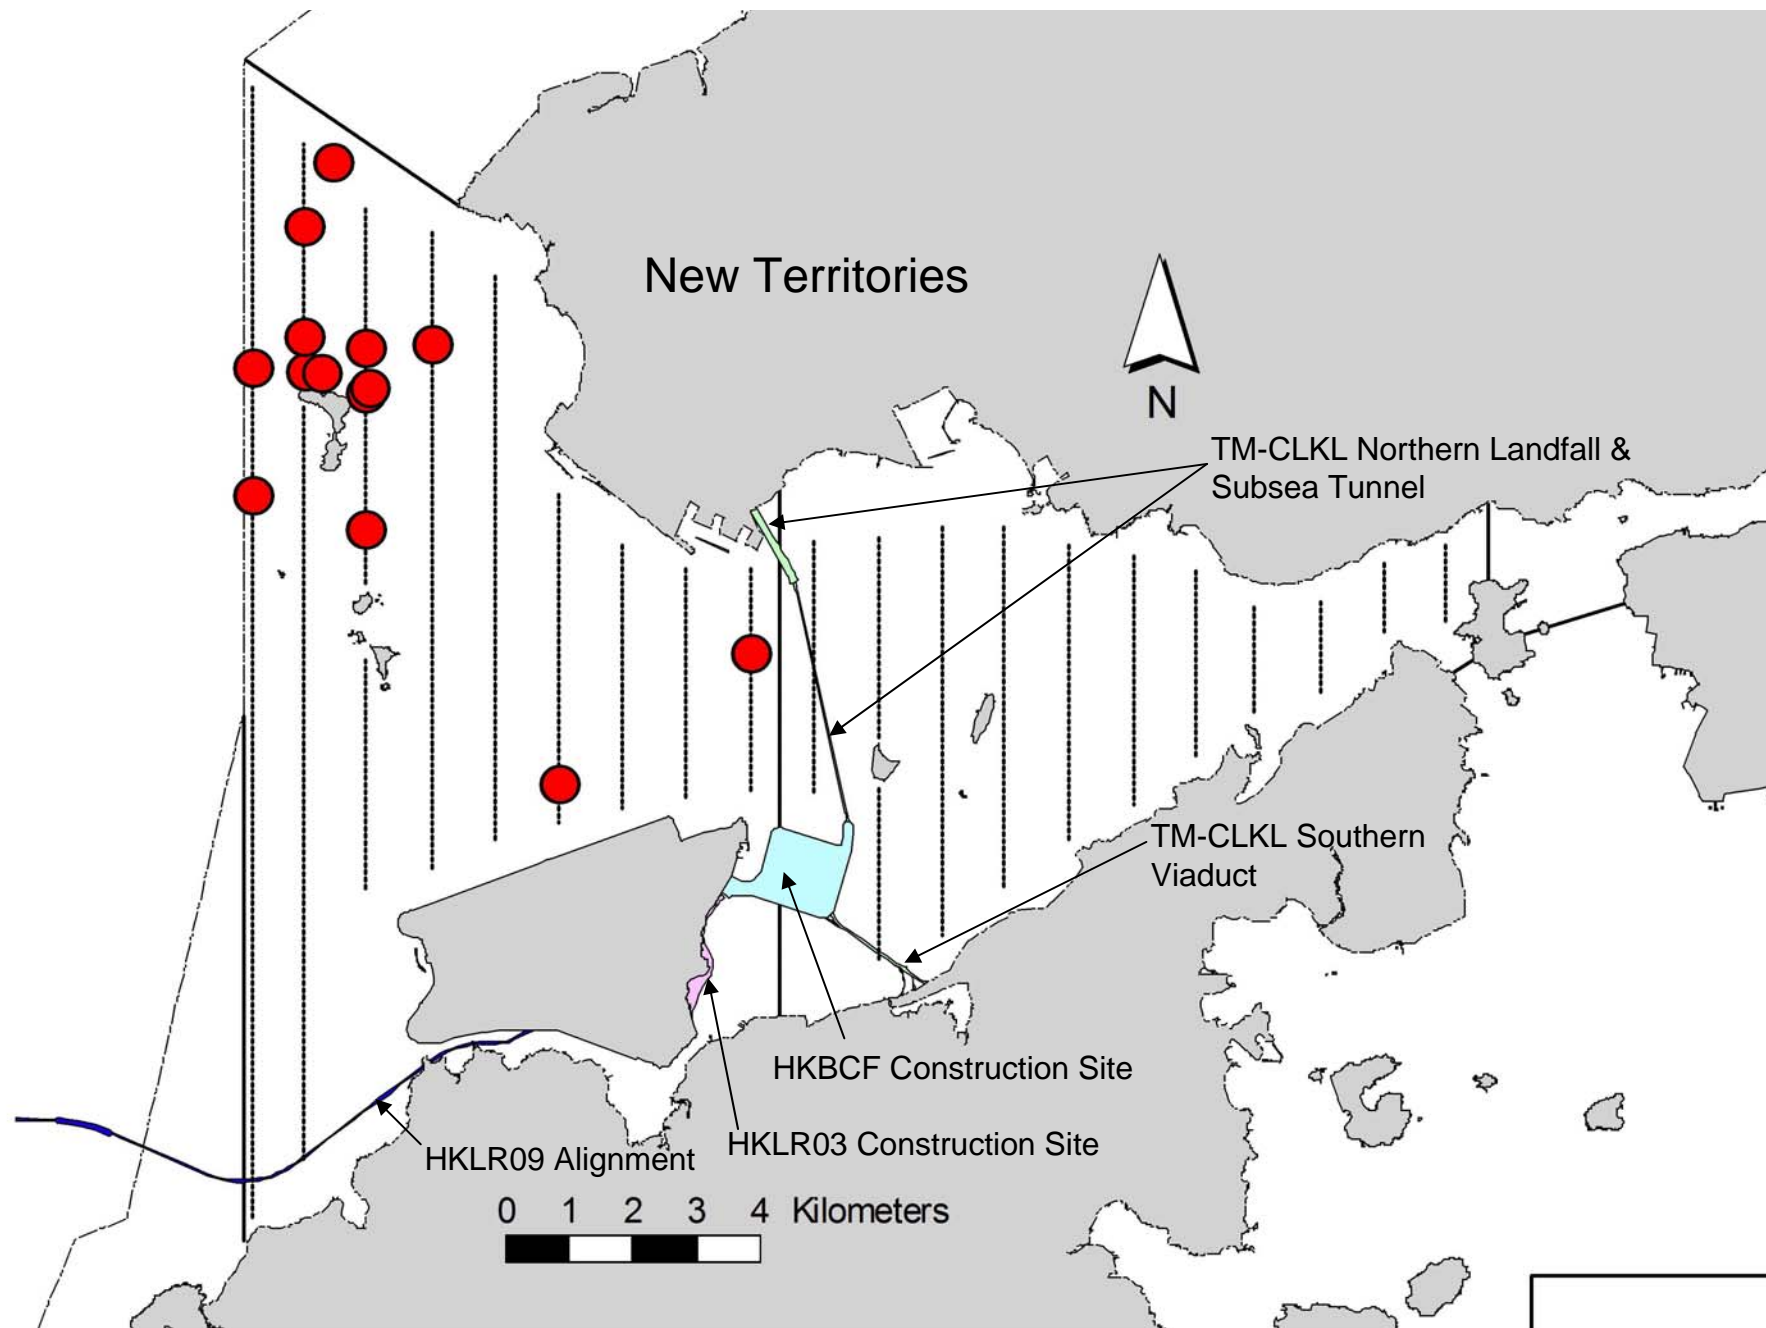 New Territories
N
TM-CLKL Northern Landfall &
Subsea Tunnel
TM-CLKL Southern
Viaduct
HKBCF Construction Site
HKLR03 Construction Site
HKLR09 Alignment
0 1 2 3 4 Kilometers